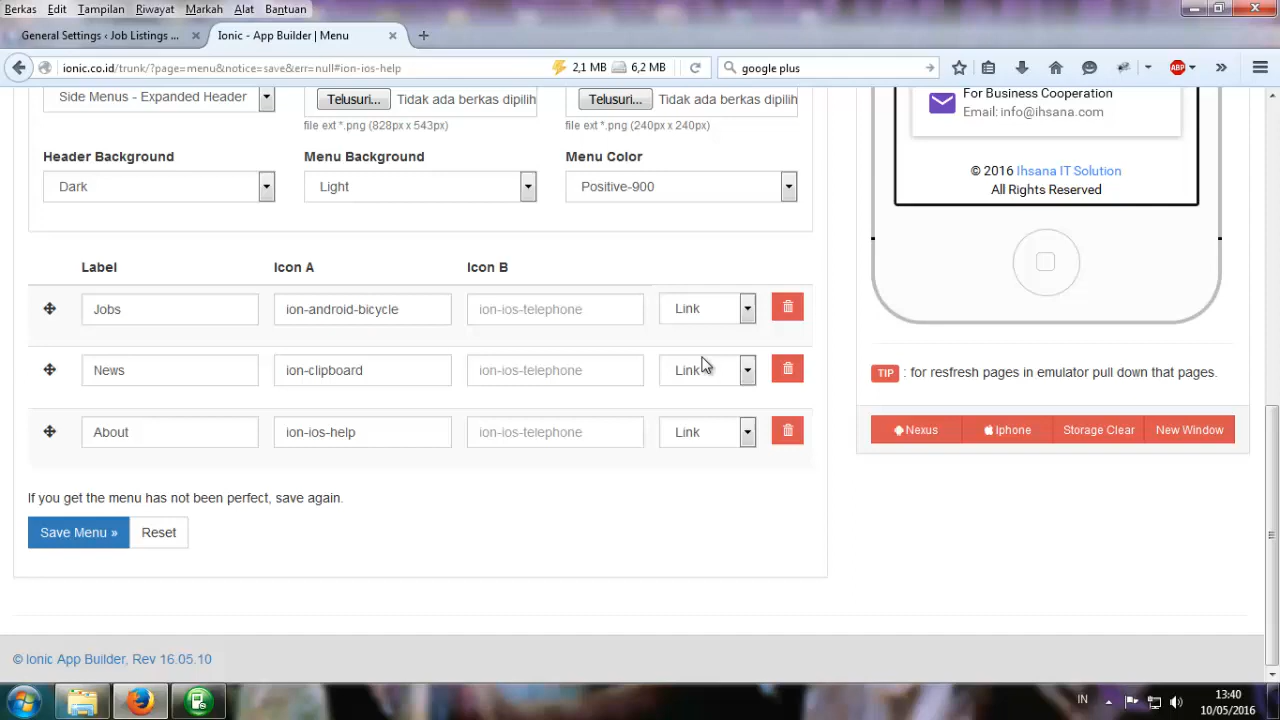 Berkas Edit Tampilan Riwayat Markah Alat Bantuan
General Settings ‹ Job Listings ... × Ionic - App Builder | Menu × +
ionic.co.id/trunk/?page=menu&notice=save&err=null#ion-ios-help 2,1 MB 6,2 MB google plus ABP
Side Menus - Expanded Header Telusuri... Tidak ada berkas dipilih Telusuri... Tidak ada berkas dipilih
file ext *.png (828px x 543px) file ext *.png (240px x 240px)
Header Background Menu Background Menu Color
Dark Light Positive-900
Label Icon A Icon B
Jobs ion-android-bicycle ion-ios-telephone Link
News ion-clipboard ion-ios-telephone Link
About ion-ios-help ion-ios-telephone Link
If you get the menu has not been perfect, save again.
Save Menu » Reset
For Business Cooperation
Email: info@ihsana.com
© 2016 Ihsana IT Solution
All Rights Reserved
TIP : for resfresh pages in emulator pull down that pages.
Nexus Iphone Storage Clear New Window
© Ionic App Builder, Rev 16.05.10
IN 13:40
10/05/2016